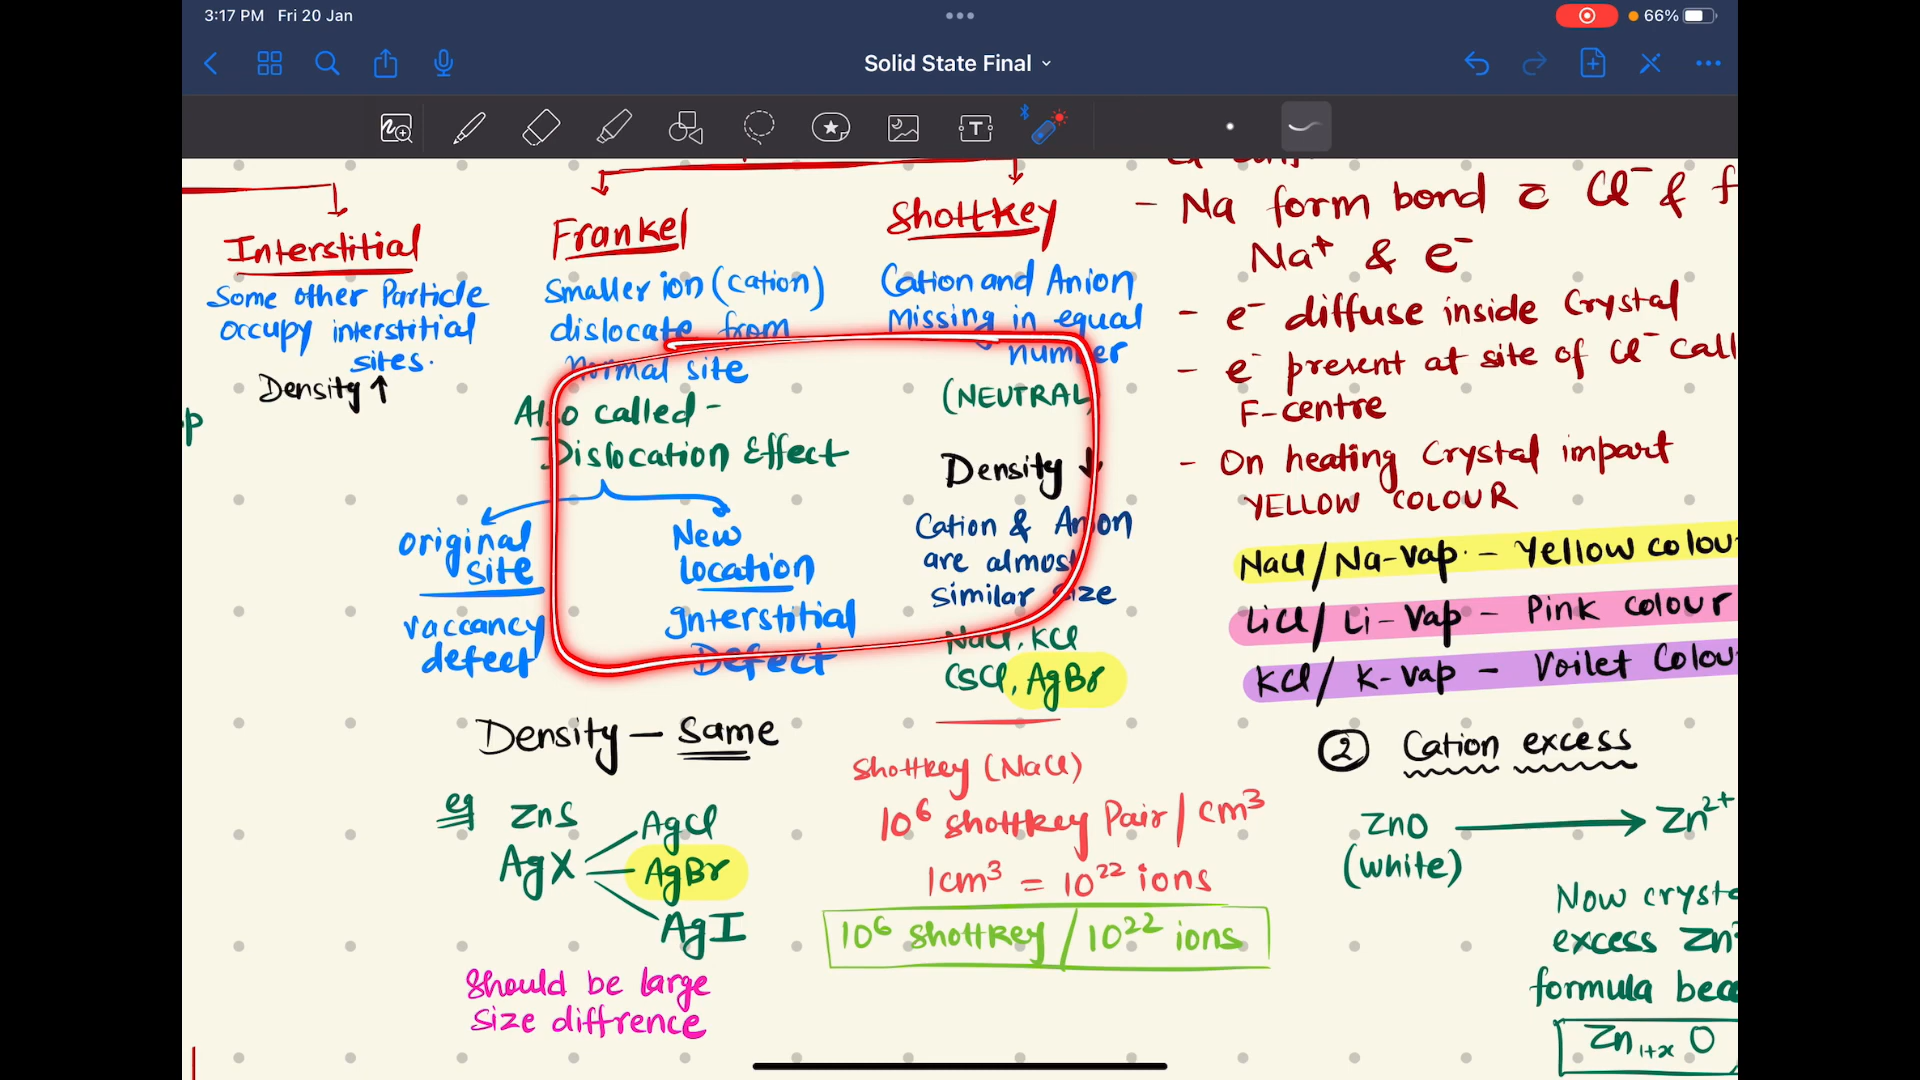 3:17 PM Fri 20 Jan
66%
Solid State Final
Interstitial
Some other Particle
occupy interstitial
sites.
Density ↑
Frankel
Smaller ion (cation)
dislocate from
Normal site
Also called -
Dislocation Effect
original
site
vaccancy
defect
New
location
Interstitial
Defect
Density — Same
eg ZnS
AgX
AgCl
AgBr
AgI
Should be large
size diffrence
Shottkey
Cation and Anion
Missing in equal
number
(NEUTRAL)
Density ↓
Cation & Anion
are almost
similar size
NaCl, KCl
CsCl, AgBr
Shottkey (NaCl)
10⁶ shottkey Pair / cm³
1cm³ = 10²² ions
10⁶ shottkey / 10²² ions
- Na form bond c̄ Cl⁻ & f
Na⁺ & e⁻
- e⁻ diffuse inside Crystal
- e⁻ present at site of Cl⁻ call
F-centre
- On heating Crystal impart
YELLOW COLOUR
NaCl / Na-Vap. - Yellow colou
LiCl / Li-Vap - Pink colour
KCl / K-Vap - Voilet Colou
② Cation excess
ZnO → Zn²⁺
(white)
Now cryst
excess Zn
formula bec
Zn₁₊ₓ O